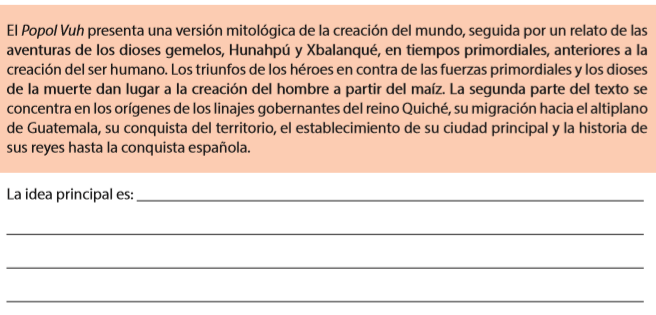 El Popol Vuh presenta una versión mitológica de la creación del mundo, seguida por un relato de las
aventuras de los dioses gemelos, Hunahpú y Xbalanqué, en tiempos primordiales, anteriores a la
creación del ser humano. Los triunfos de los héroes en contra de las fuerzas primordiales y los dioses
de la muerte dan lugar a la creación del hombre a partir del maíz. La segunda parte del texto se
concentra en los orígenes de los linajes gobernantes del reino Quiché, su migración hacia el altiplano
de Guatemala, su conquista del territorio, el establecimiento de su ciudad principal y la historia de
sus reyes hasta la conquista española.
La idea principal es: